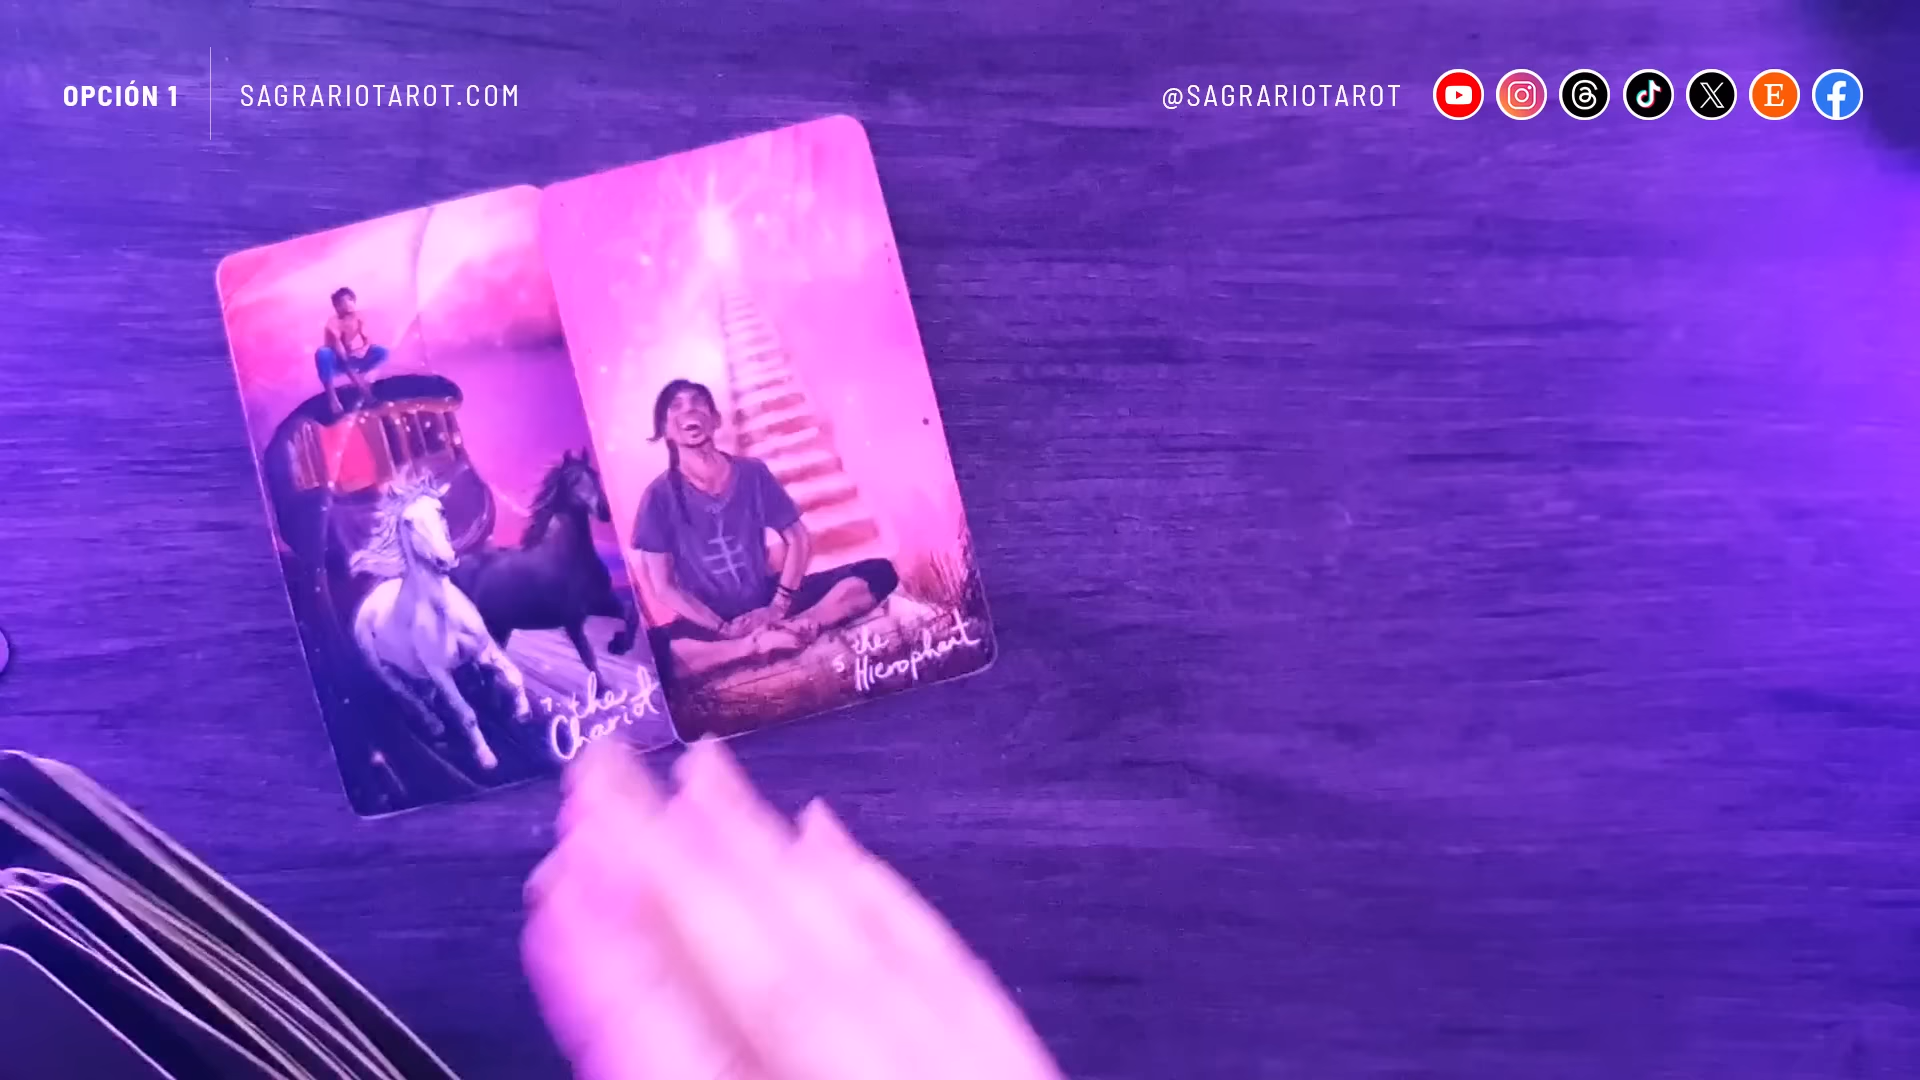 OPCIÓN 1
SAGRARIOTAROT.COM
@SAGRARIOTAROT
E
7. the
Chariot
5 the
Hierophant